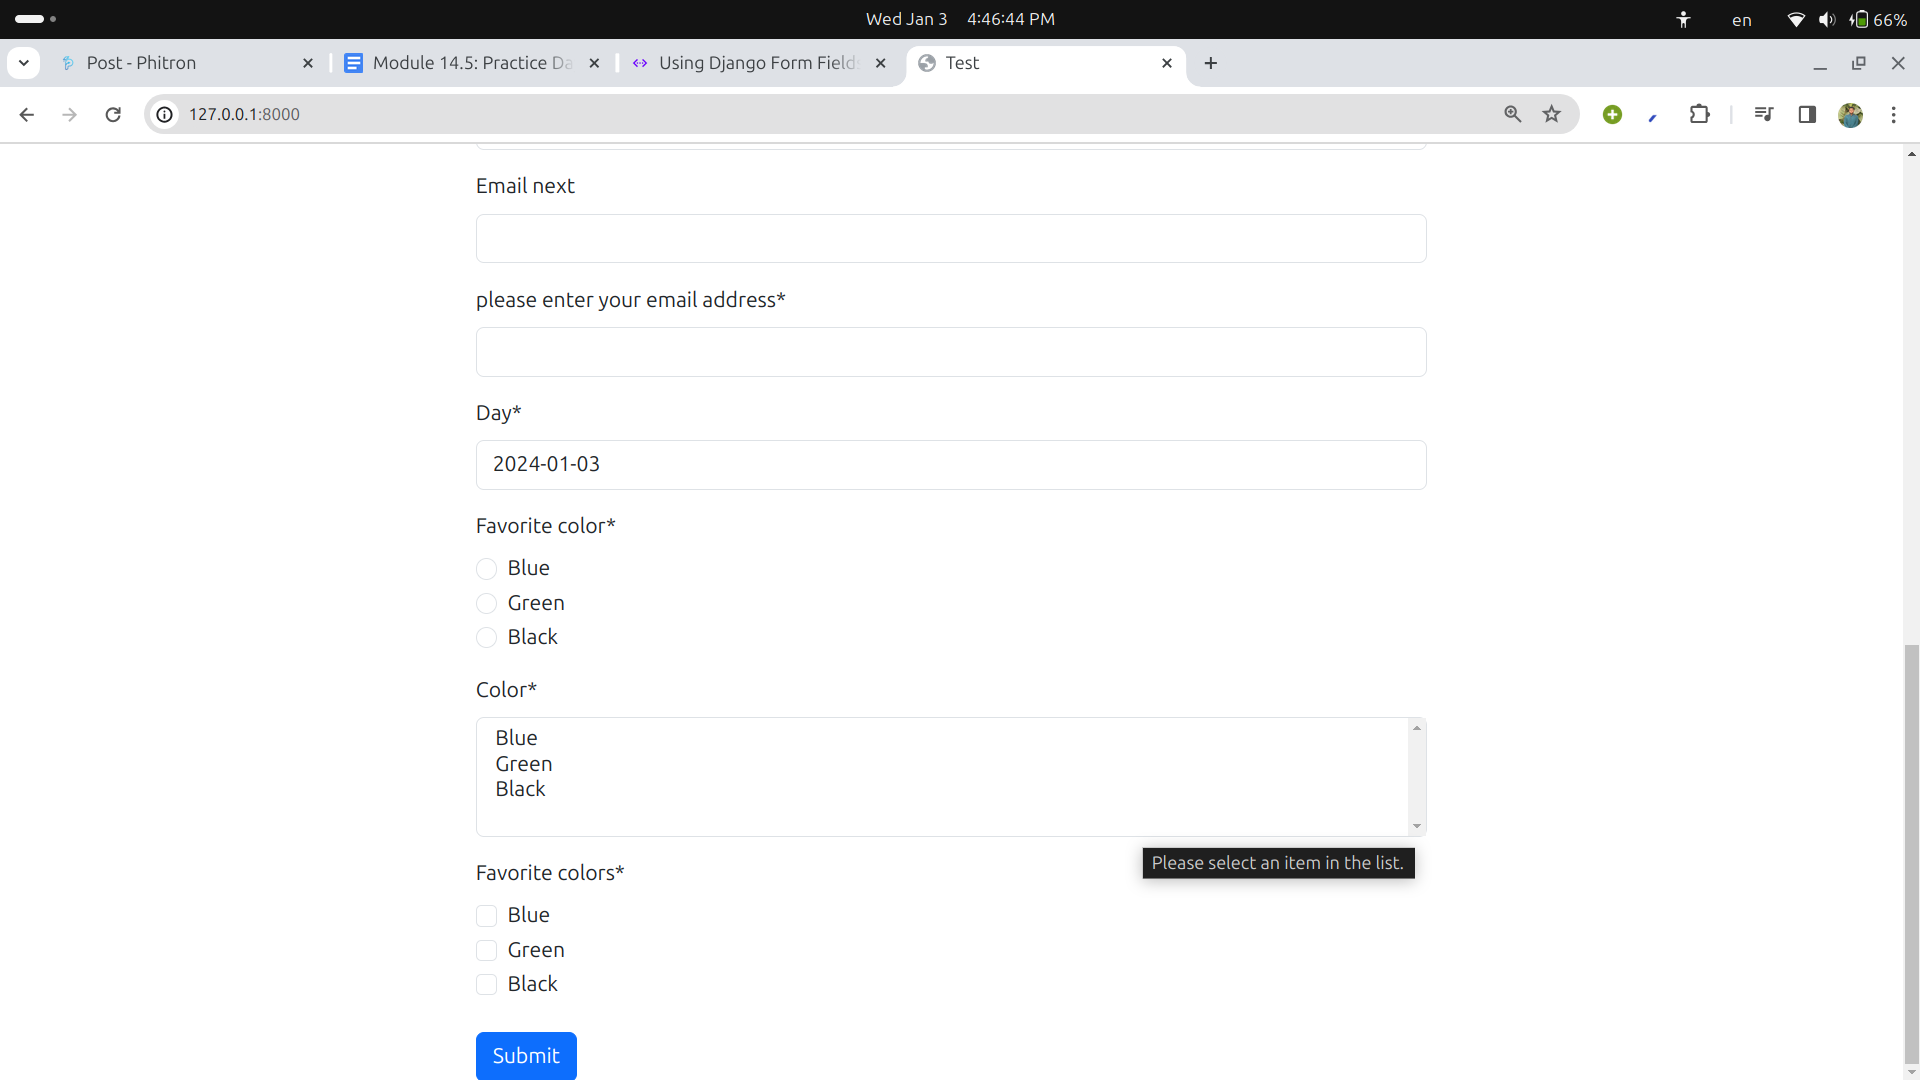 Wed Jan 3 4:46:44 PM
en
66%
Post - Phitron
Module 14.5: Practice Da
Using Django Form Fields
Test
127.0.0.1:8000
Email next
please enter your email address*
Day*
2024-01-03
Favorite color*
Blue
Green
Black
Color*
Blue
Green
Black
Please select an item in the list.
Favorite colors*
Blue
Green
Black
Submit